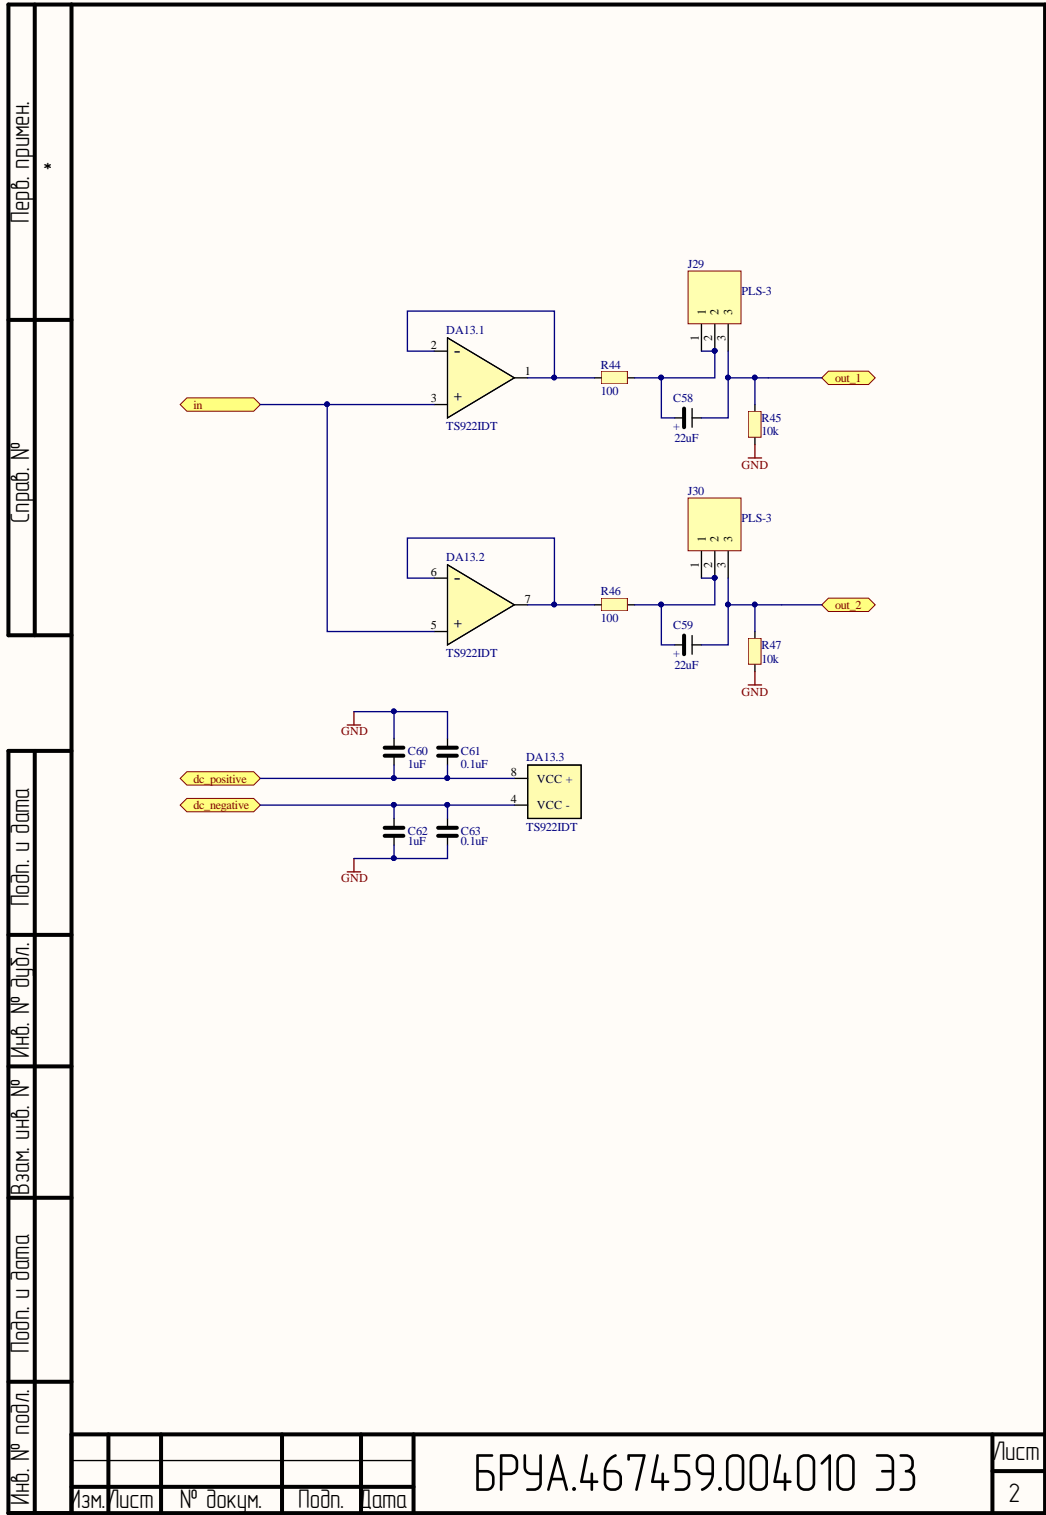 Перв. примен.
*
Справ. №
Подп. и дата
Инв. № дубл.
Взам. инв. №
Подп. и дата
Инв. № подл.
J29
PLS-3
1 2 3
1 2 3
DA13.1
2
-
1
3
+
TS922IDT
R44
100
C58
+
22uF
in
out_1
R45
10k
GND
J30
PLS-3
1 2 3
1 2 3
DA13.2
6
-
7
5
+
TS922IDT
R46
100
C59
+
22uF
out_2
R47
10k
GND
GND
C60
1uF
C61
0.1uF
dc_positive
dc_negative
DA13.3
8
VCC +
4
VCC -
TS922IDT
C62
1uF
C63
0.1uF
GND
Изм. Лист № докум. Подп. Дата
БРУА.467459.004010 Э3
Лист
2